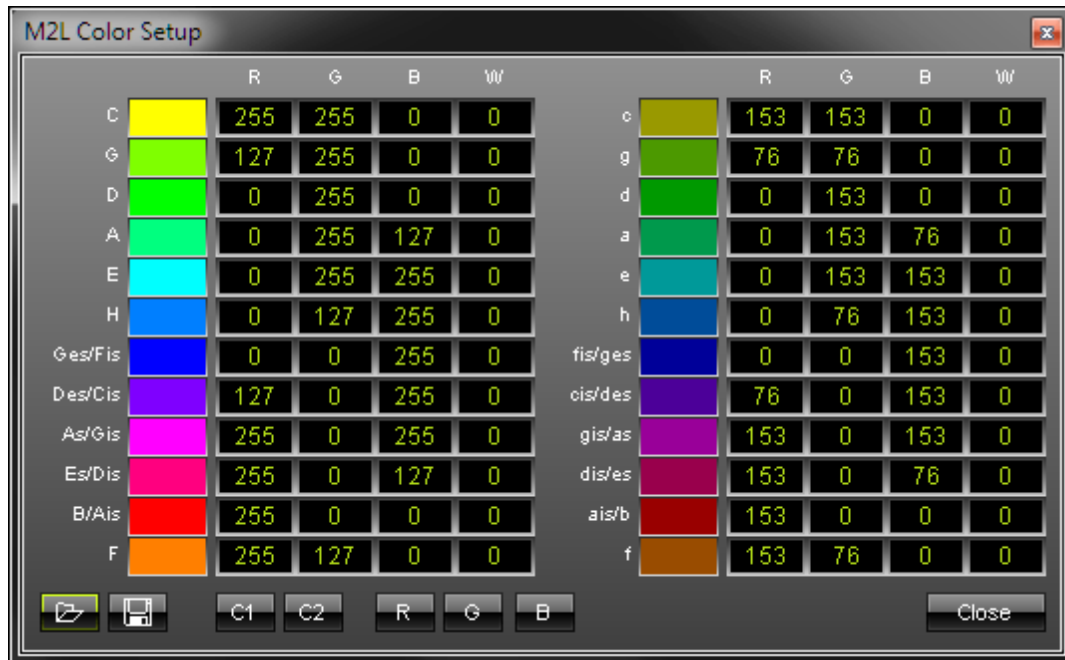 M2L Color Setup
R G B W R G B W
C 255 255 0 0 c 153 153 0 0
G 127 255 0 0 g 76 76 0 0
D 0 255 0 0 d 0 153 0 0
A 0 255 127 0 a 0 153 76 0
E 0 255 255 0 e 0 153 153 0
H 0 127 255 0 h 0 76 153 0
Ges/Fis 0 0 255 0 fis/ges 0 0 153 0
Des/Cis 127 0 255 0 cis/des 76 0 153 0
As/Gis 255 0 255 0 gis/as 153 0 153 0
Es/Dis 255 0 127 0 dis/es 153 0 76 0
B/Ais 255 0 0 0 ais/b 153 0 0 0
F 255 127 0 0 f 153 76 0 0
C1 C2 R G B Close